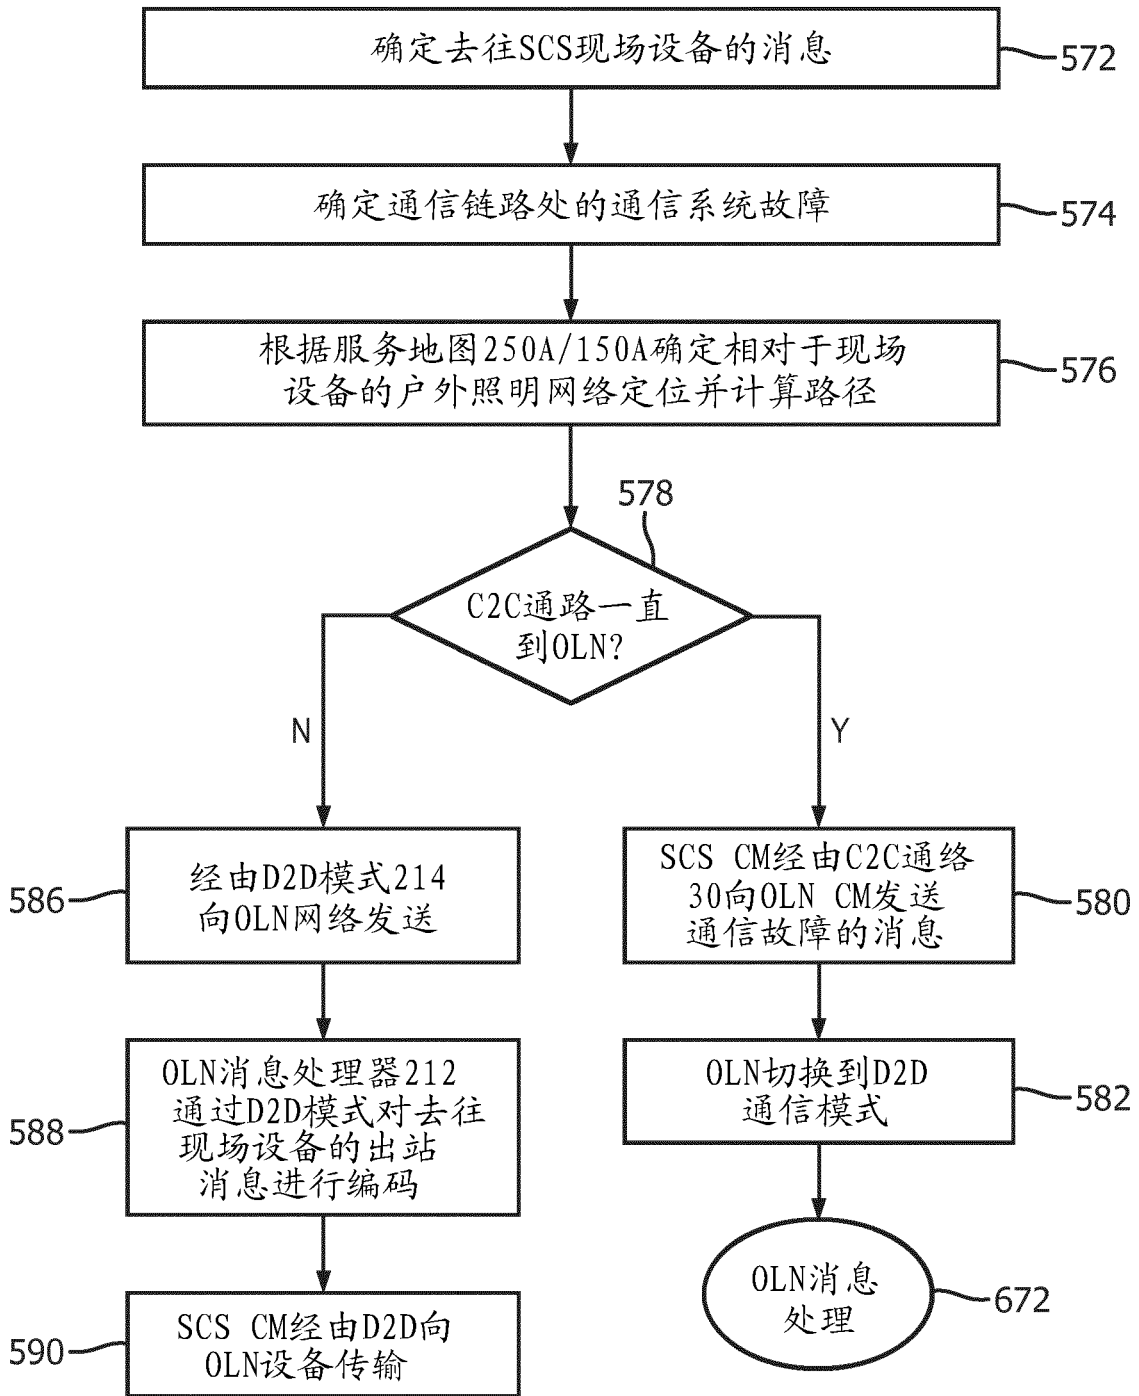 确定去往SCS现场设备的消息
572
确定通信链路处的通信系统故障
574
根据服务地图250A/150A确定相对于现场
设备的户外照明网络定位并计算路径
576
578
C2C通路一直
到OLN?
N
Y
586
经由D2D模式214
向OLN网络发送
SCS CM经由C2C通络
30向OLN CM发送
通信故障的消息
580
588
OLN消息处理器212
通过D2D模式对去往
现场设备的出站
消息进行编码
OLN切换到D2D
通信模式
582
590
SCS CM经由D2D向
OLN设备传输
OLN消息
处理
672